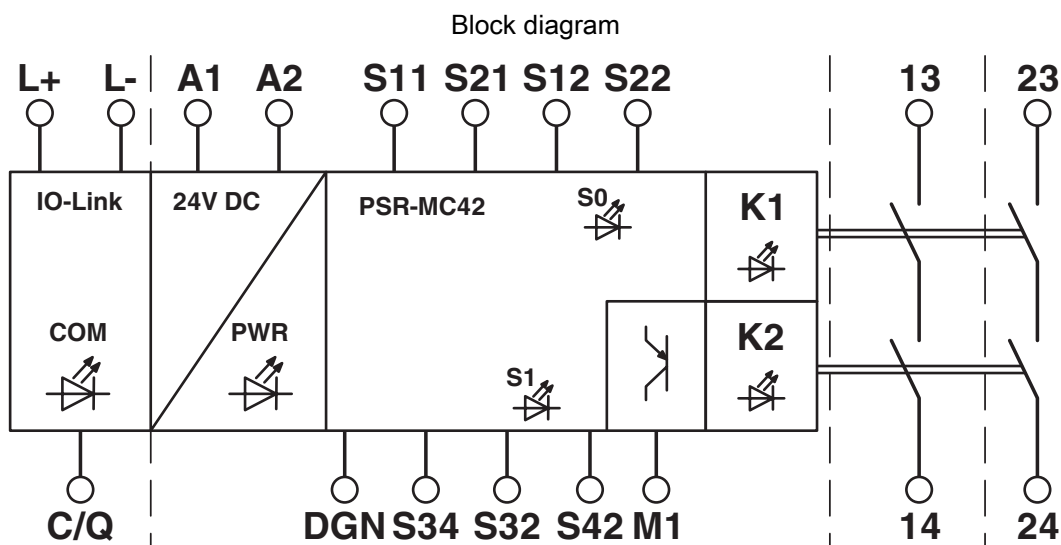 Block diagram
L+ L- A1 A2 S11 S21 S12 S22 13 23
IO-Link 24V DC PSR-MC42 S0 K1
COM PWR S1 K2
C/Q DGN S34 S32 S42 M1 14 24